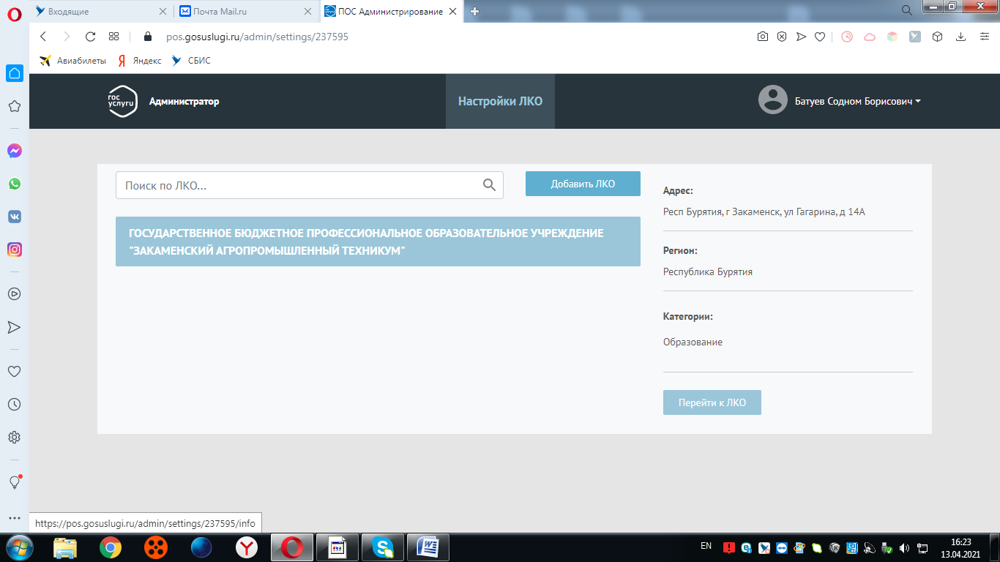 Входящие
Почта Mail.ru
ПОС Администрирование
pos.gosuslugi.ru/admin/settings/237595
Авиабилеты
Яндекс
СБИС
гос
услуги
Администратор
Настройки ЛКО
Батуев Содном Борисович
Поиск по ЛКО...
Добавить ЛКО
ГОСУДАРСТВЕННОЕ БЮДЖЕТНОЕ ПРОФЕССИОНАЛЬНОЕ ОБРАЗОВАТЕЛЬНОЕ УЧРЕЖДЕНИЕ
"ЗАКАМЕНСКИЙ АГРОПРОМЫШЛЕННЫЙ ТЕХНИКУМ"
Адрес:
Респ Бурятия, г Закаменск, ул Гагарина, д 14А
Регион:
Республика Бурятия
Категории:
Образование
Перейти к ЛКО
https://pos.gosuslugi.ru/admin/settings/237595/info
EN
16:23
13.04.2021